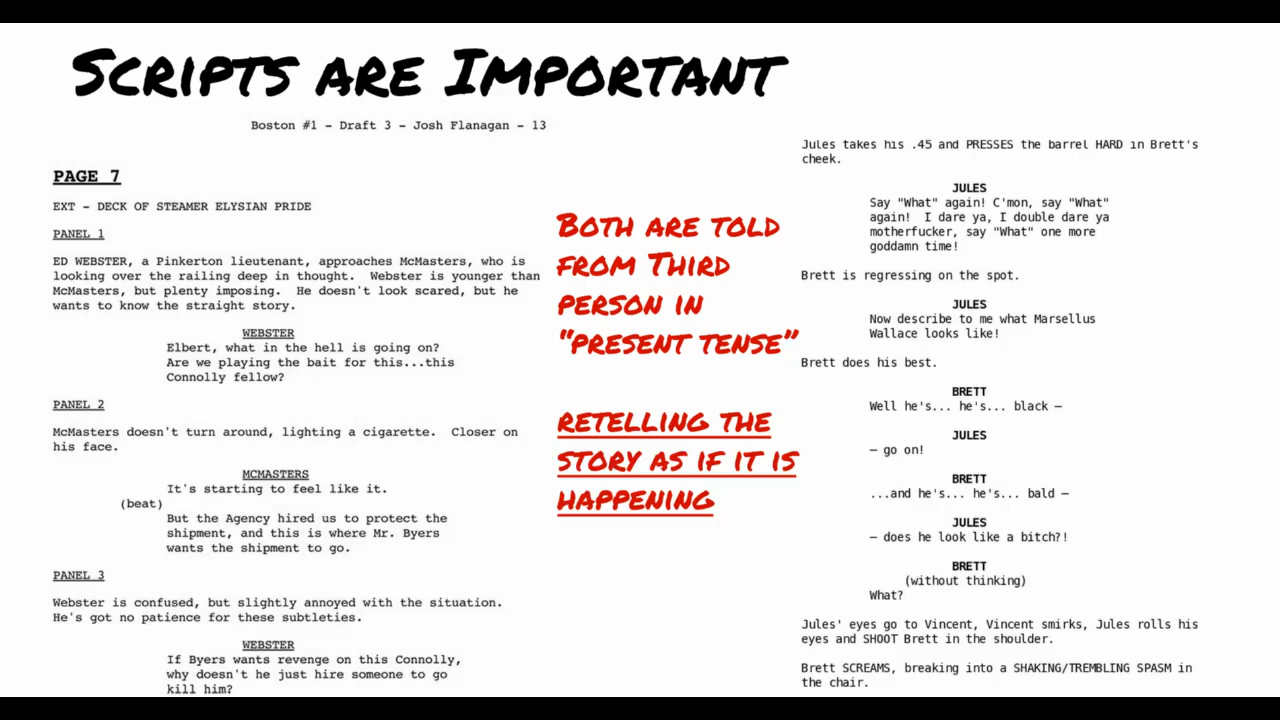 Scripts are Important
Boston #1 - Draft 3 - Josh Flanagan - 13
PAGE 7
EXT - DECK OF STEAMER ELYSIAN PRIDE
PANEL 1
ED WEBSTER, a Pinkerton lieutenant, approaches McMasters, who is
looking over the railing deep in thought.  Webster is younger than
McMasters, but plenty imposing.  He doesn't look scared, but he
wants to know the straight story.
WEBSTER
Elbert, what in the hell is going on?
Are we playing the bait for this...this
Connolly fellow?
PANEL 2
McMasters doesn't turn around, lighting a cigarette.  Closer on
his face.
MCMASTERS
It's starting to feel like it.
(beat)
But the Agency hired us to protect the
shipment, and this is where Mr. Byers
wants the shipment to go.
PANEL 3
Webster is confused, but slightly annoyed with the situation.
He's got no patience for these subtleties.
WEBSTER
If Byers wants revenge on this Connolly,
why doesn't he just hire someone to go
kill him?
Both are told
from Third
person in
"present tense"
retelling the
story as if it is
happening
Jules takes his .45 and PRESSES the barrel HARD in Brett's
cheek.
JULES
Say "What" again! C'mon, say "What"
again!  I dare ya, I double dare ya
motherfucker, say "What" one more
goddamn time!
Brett is regressing on the spot.
JULES
Now describe to me what Marsellus
Wallace looks like!
Brett does his best.
BRETT
Well he's... he's... black —
JULES
— go on!
BRETT
...and he's... he's... bald —
JULES
— does he look like a bitch?!
BRETT
(without thinking)
What?
Jules' eyes go to Vincent, Vincent smirks, Jules rolls his
eyes and SHOOT Brett in the shoulder.
Brett SCREAMS, breaking into a SHAKING/TREMBLING SPASM in
the chair.